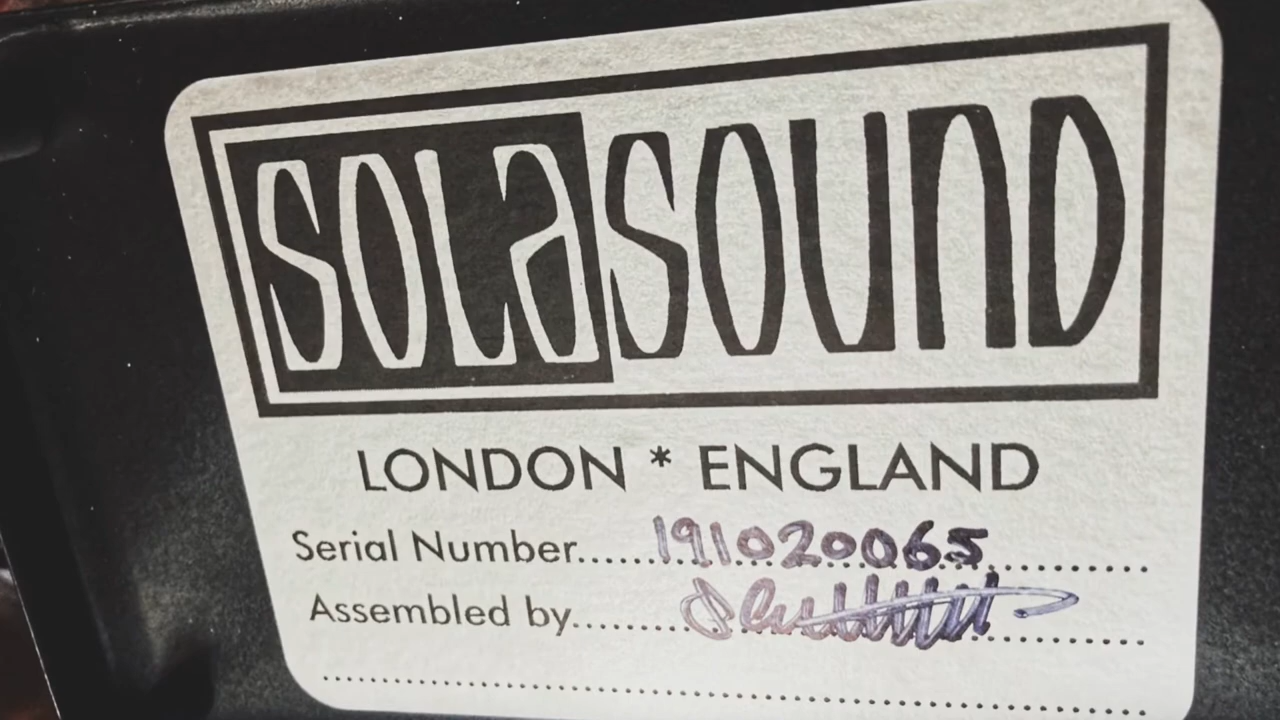 SOLASOUND
LONDON * ENGLAND
Serial Number.....191020065
Assembled by